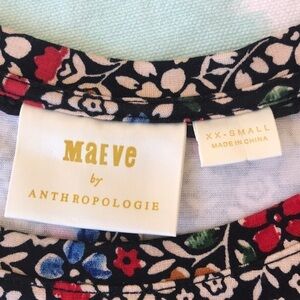 MaEve
by
ANTHROPOLOGIE
XX-SMALL
MADE IN CHINA